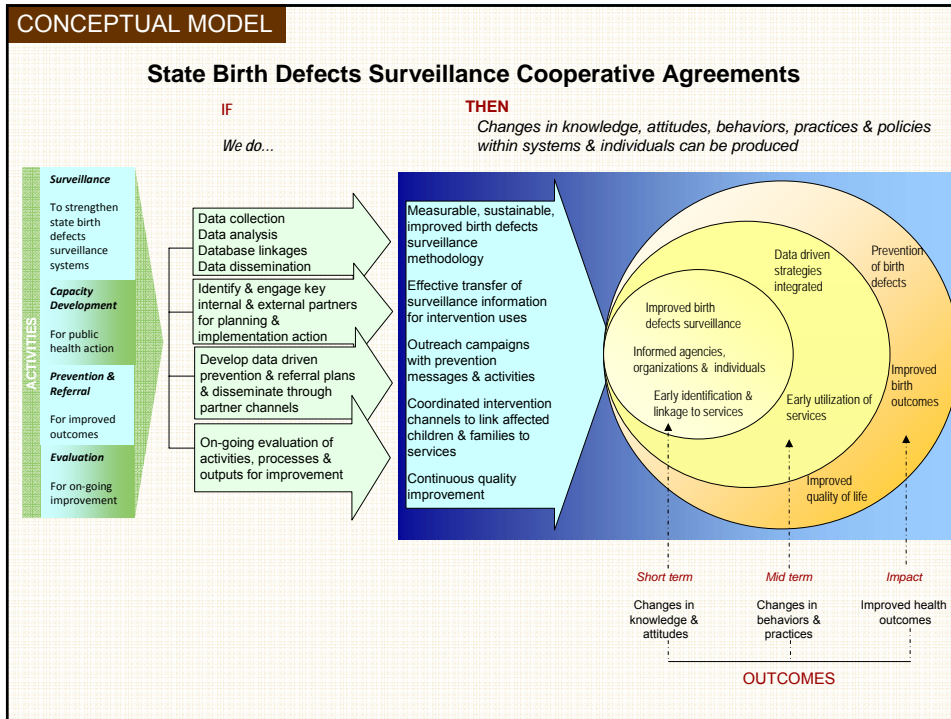 CONCEPTUAL MODEL
State Birth Defects Surveillance Cooperative Agreements
IF
We do...
THEN
Changes in knowledge, attitudes, behaviors, practices & policies
within systems & individuals can be produced
ACTIVITIES
Surveillance
To strengthen
state birth
defects
surveillance
systems
Capacity
Development
For public
health action
Prevention &
Referral
For improved
outcomes
Evaluation
For on-going
improvement
Data collection
Data analysis
Database linkages
Data dissemination
Identify & engage key
internal & external partners
for planning &
implementation action
Develop data driven
prevention & referral plans
& disseminate through
partner channels
On-going evaluation of
activities, processes &
outputs for improvement
Measurable, sustainable,
improved birth defects
surveillance
methodology
Effective transfer of
surveillance information
for intervention uses
Outreach campaigns
with prevention
messages & activities
Coordinated intervention
channels to link affected
children & families to
services
Continuous quality
improvement
Improved birth
defects surveillance
Informed agencies,
organizations & individuals
Early identification &
linkage to services
Data driven
strategies
integrated
Early utilization of
services
Prevention
of birth
defects
Improved
birth
outcomes
Improved
quality of life
Short term
Changes in
knowledge &
attitudes
Mid term
Changes in
behaviors &
practices
Impact
Improved health
outcomes
OUTCOMES